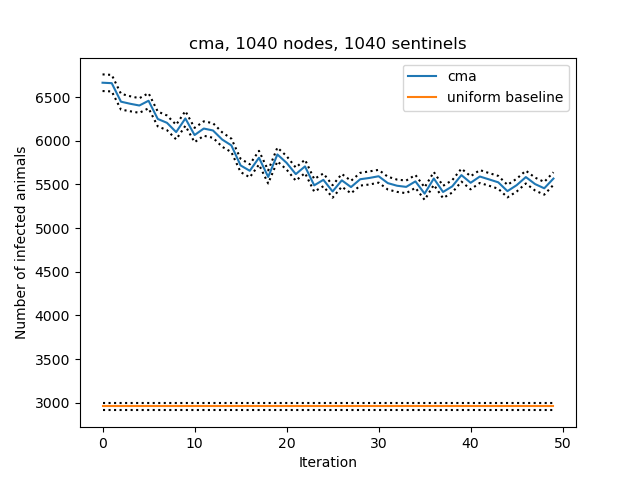 cma, 1040 nodes, 1040 sentinels
cma
uniform baseline
Number of infected animals
6500
6000
5500
5000
4500
4000
3500
3000
0 10 20 30 40 50
Iteration